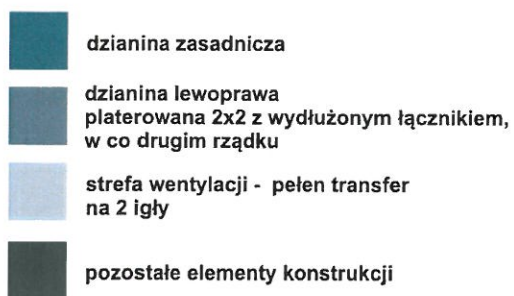 dzianina zasadnicza
dzianina lewoprawa
platerowana 2x2 z wydłużonym łącznikiem,
w co drugim rządku
strefa wentylacji - pełen transfer
na 2 igły
pozostałe elementy konstrukcji